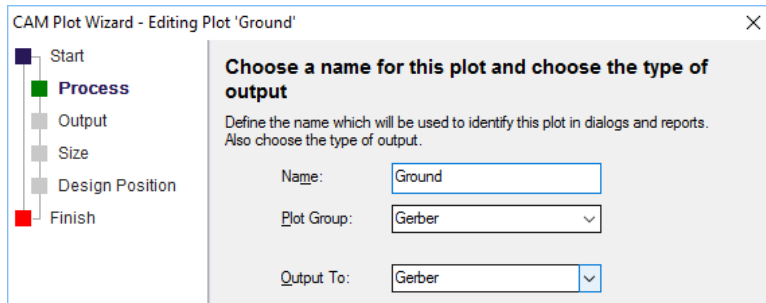 CAM Plot Wizard - Editing Plot 'Ground'
Start
Process
Output
Size
Design Position
Finish
Choose a name for this plot and choose the type of
output
Define the name which will be used to identify this plot in dialogs and reports.
Also choose the type of output.
Name: Ground
Plot Group: Gerber
Output To: Gerber